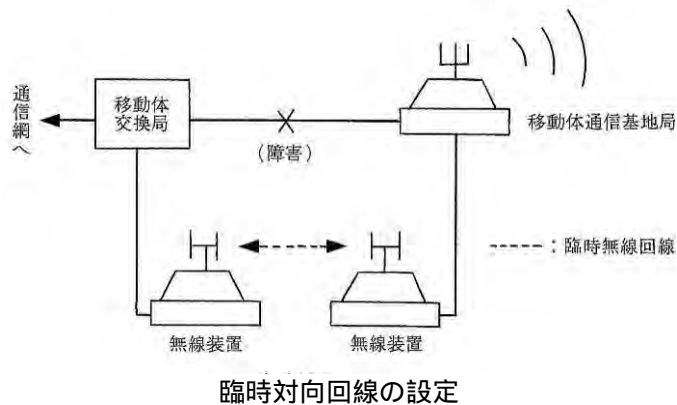 通信網へ
移動体
交換局
(障害)
移動体通信基地局
-----:臨時無線回線
無線装置
無線装置
臨時対向回線の設定